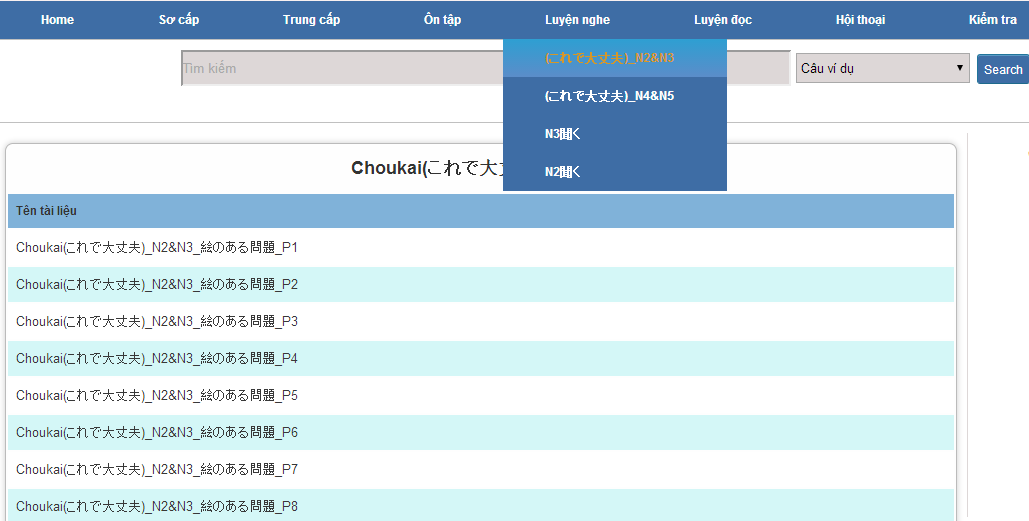 Home Sơ cấp Trung cấp Ôn tập Luyện nghe Luyện đọc Hội thoại Kiểm tra
(これで大丈夫)_N2&N3
(これで大丈夫)_N4&N5
N3聞く
N2聞く
Tìm kiếm Câu ví dụ Search
Choukai(これで大丈
Tên tài liệu
Choukai(これで大丈夫)_N2&N3_絵のある問題_P1
Choukai(これで大丈夫)_N2&N3_絵のある問題_P2
Choukai(これで大丈夫)_N2&N3_絵のある問題_P3
Choukai(これで大丈夫)_N2&N3_絵のある問題_P4
Choukai(これで大丈夫)_N2&N3_絵のある問題_P5
Choukai(これで大丈夫)_N2&N3_絵のある問題_P6
Choukai(これで大丈夫)_N2&N3_絵のある問題_P7
Choukai(これで大丈夫)_N2&N3_絵のある問題_P8